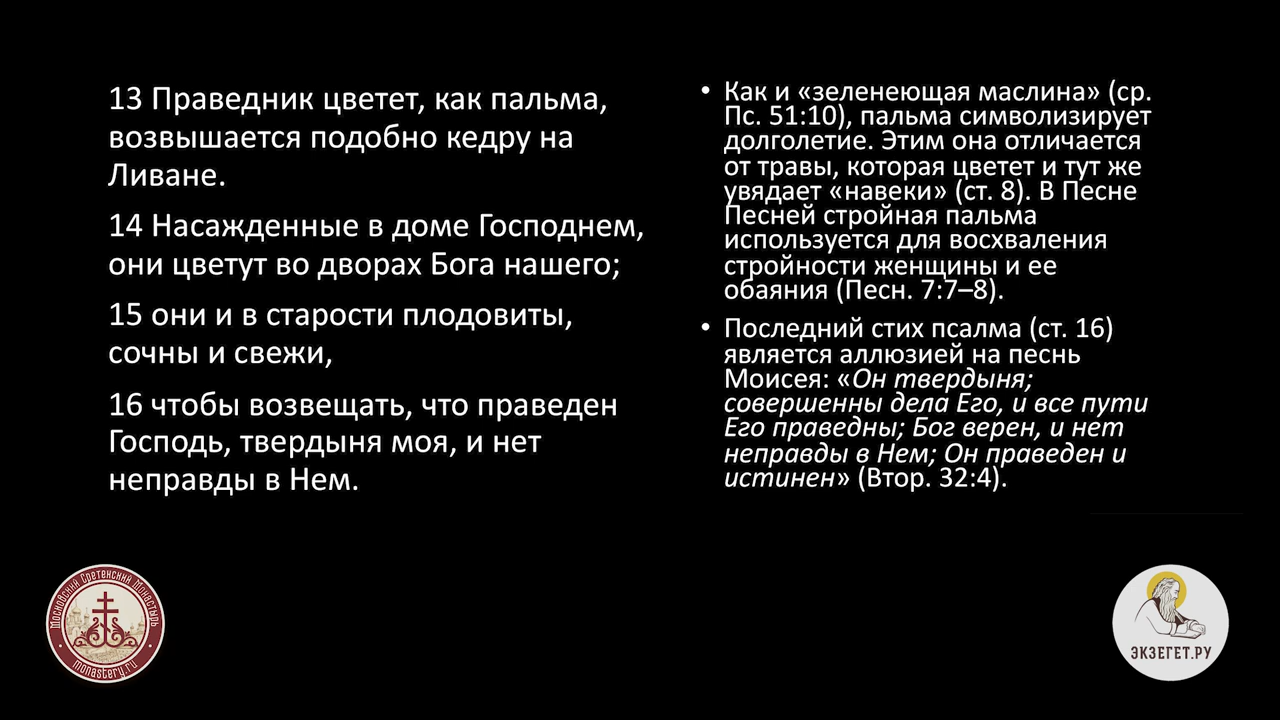 13 Праведник цветет, как пальма,
возвышается подобно кедру на
Ливане.
14 Насажденные в доме Господнем,
они цветут во дворах Бога нашего;
15 они и в старости плодовиты,
сочны и свежи,
16 чтобы возвещать, что праведен
Господь, твердыня моя, и нет
неправды в Нем.
• Как и «зеленеющая маслина» (ср.
Пс. 51:10), пальма символизирует
долголетие. Этим она отличается
от травы, которая цветет и тут же
увядает «навеки» (ст. 8). В Песне
Песней стройная пальма
используется для восхваления
стройности женщины и ее
обаяния (Песн. 7:7–8).
• Последний стих псалма (ст. 16)
является аллюзией на песнь
Моисея: «Он твердыня;
совершенны дела Его, и все пути
Его праведны; Бог верен, и нет
неправды в Нем; Он праведен и
истинен» (Втор. 32:4).
Московский Сретенский Монастырь
monastery.ru
ЭКЗЕГЕТ.РУ